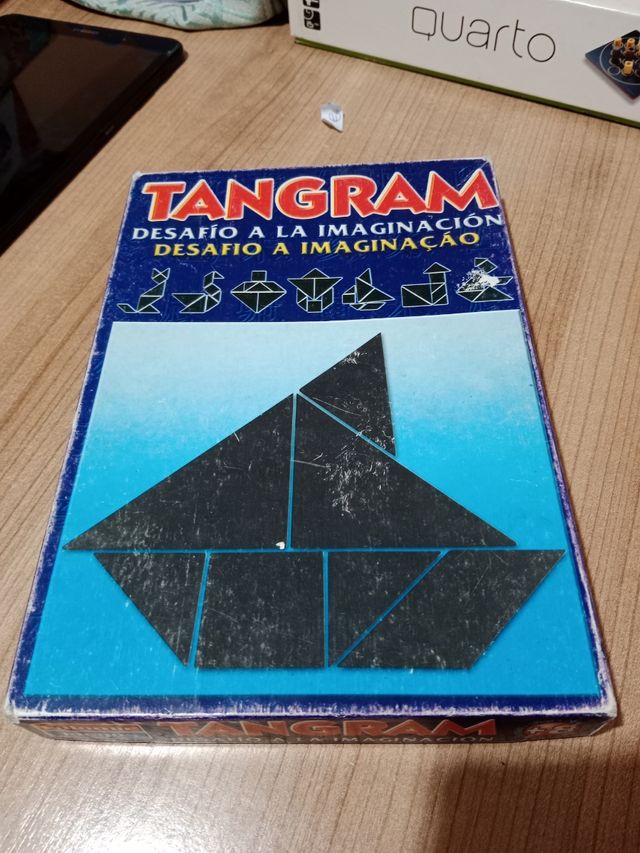 Quarto
TANGRAM
DESAFÍO A LA IMAGINACIÓN
DESAFIO A IMAGINAÇÃO
TANGRAM
DESAFÍO A LA IMAGINACIÓN